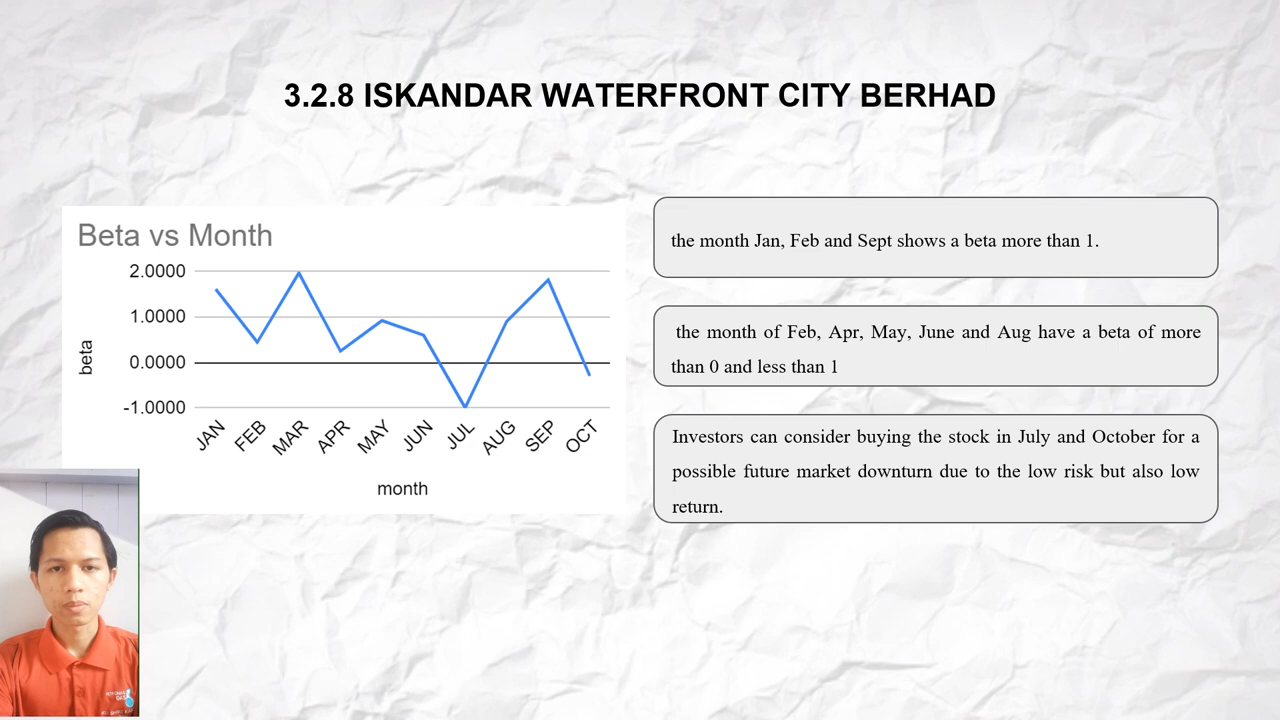 3.2.8 ISKANDAR WATERFRONT CITY BERHAD
Beta vs Month
2.0000
1.0000
0.0000
-1.0000
beta
JAN
FEB
MAR
APR
MAY
JUN
JUL
AUG
SEP
OCT
month
the month Jan, Feb and Sept shows a beta more than 1.
the month of Feb, Apr, May, June and Aug have a beta of more
than 0 and less than 1
Investors can consider buying the stock in July and October for a
possible future market downturn due to the low risk but also low
return.